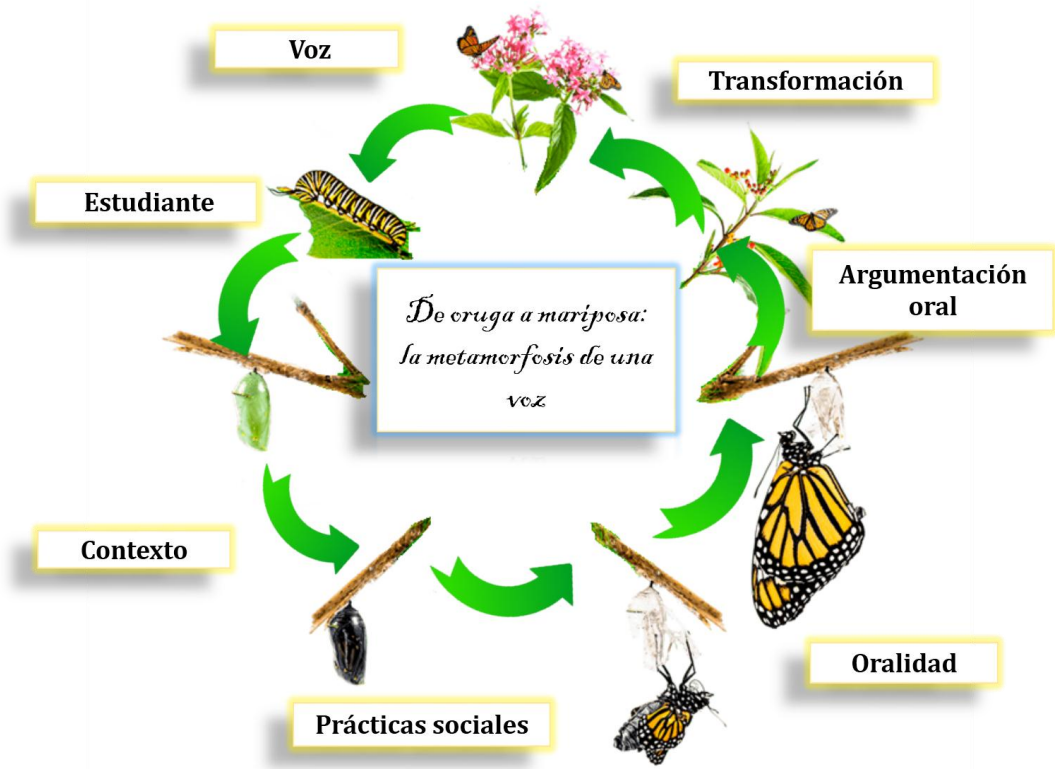 Voz
Transformación
Estudiante
Argumentación
oral
De oruga a mariposa:
la metamorfosis de una
voz
Contexto
Oralidad
Prácticas sociales